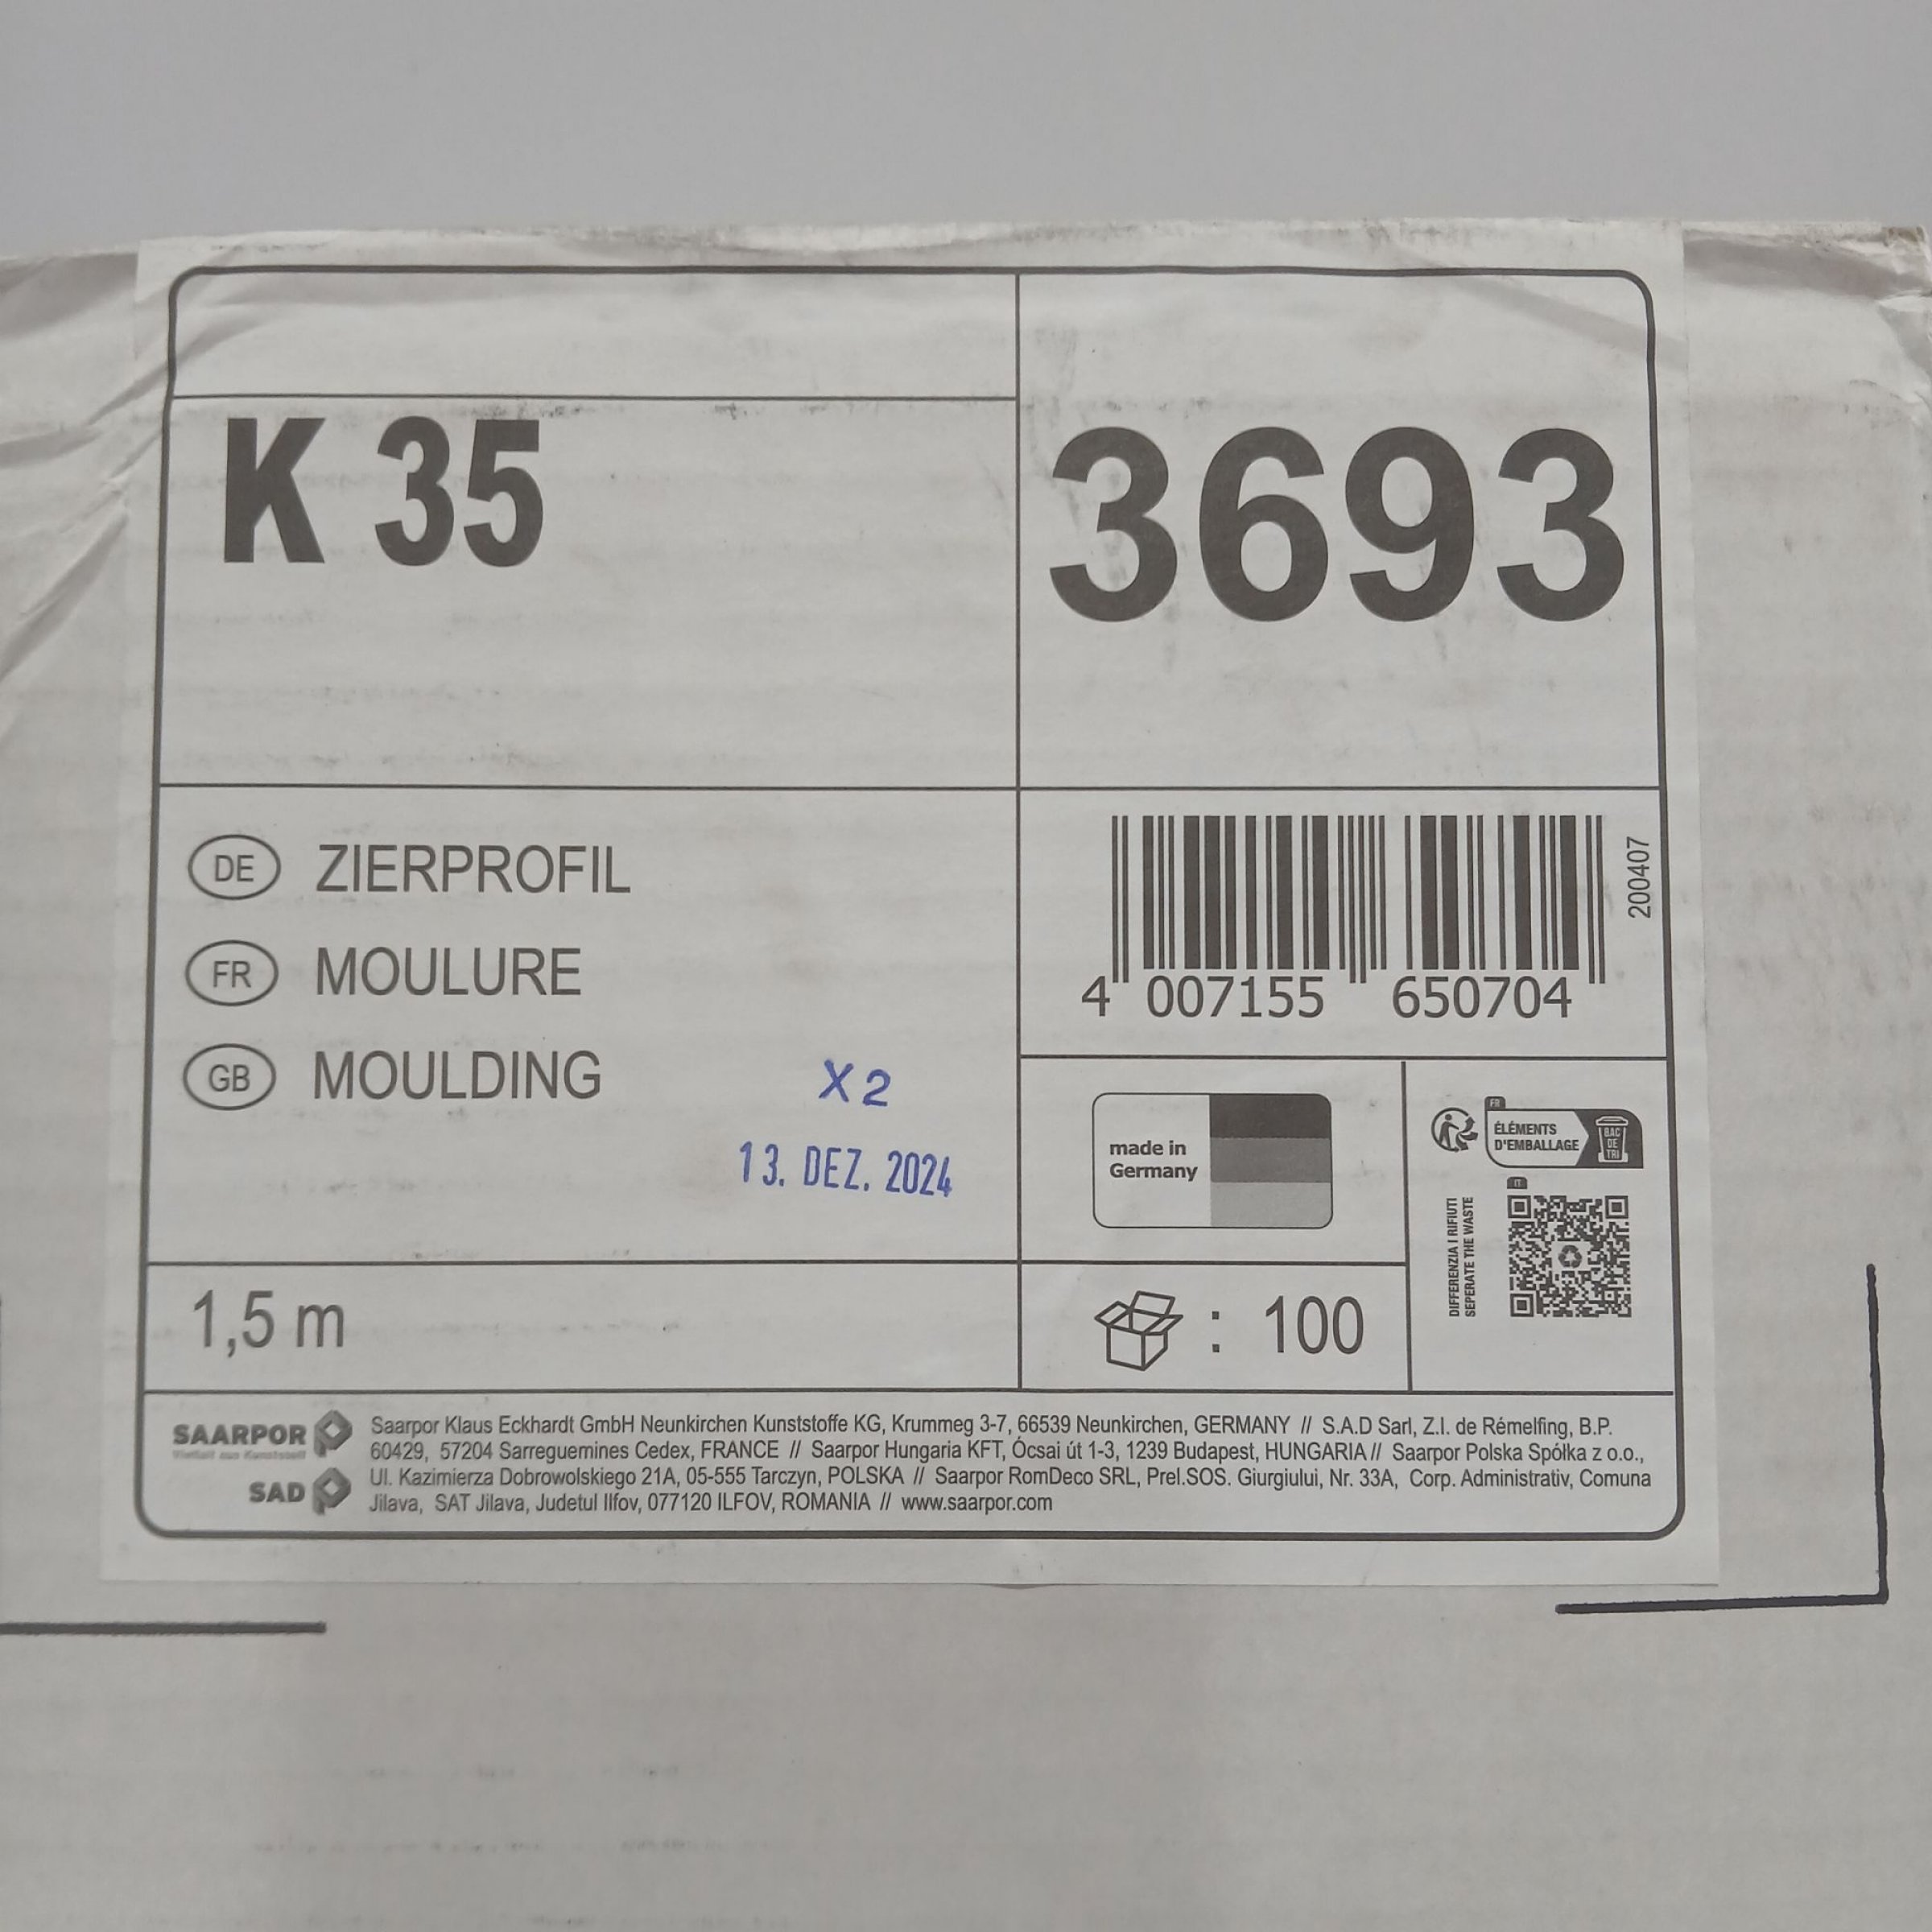 K 35
3693
DE ZIERPROFIL
FR MOULURE
GB MOULDING
X2
13. DEZ. 2024
4 007155 650704
200407
made in
Germany
FR
ÉLÉMENTS
D'EMBALLAGE
BAC
DE
TRI
IT
DIFFERENZIA I RIFIUTI
SEPERATE THE WASTE
1,5 m
: 100
SAARPOR
Vielfalt aus Kunststoff
SAD
Saarpor Klaus Eckhardt GmbH Neunkirchen Kunststoffe KG, Krummeg 3-7, 66539 Neunkirchen, GERMANY // S.A.D Sarl, Z.I. de Rémelfing, B.P.
60429, 57204 Sarreguemines Cedex, FRANCE // Saarpor Hungaria KFT, Ócsai út 1-3, 1239 Budapest, HUNGARIA // Saarpor Polska Spółka z o.o.,
Ul. Kazimierza Dobrowolskiego 21A, 05-555 Tarczyn, POLSKA // Saarpor RomDeco SRL, Prel.SOS. Giurgiului, Nr. 33A, Corp. Administrativ, Comuna
Jilava, SAT Jilava, Judetul Ilfov, 077120 ILFOV, ROMANIA // www.saarpor.com